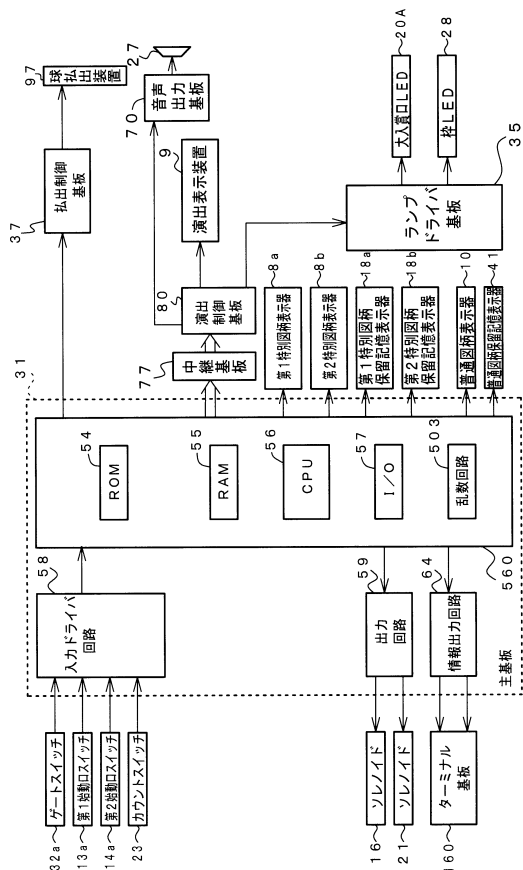 31
32a
ゲートスイッチ
13a
第1始動口スイッチ
14a
第2始動口スイッチ
23
カウントスイッチ
58
入力ドライバ
回路
54
ROM
55
RAM
56
CPU
57
I/O
503
乱数回路
560
59
出力
回路
64
情報出力回路
主基板
16
ソレノイド
21
ソレノイド
160
ターミナル
基板
37
払出制御
基板
97
球払出装置
77
中継基板
80
演出
制御
基板
70
音声
出力
基板
27
9
演出表示装置
第1特別図柄表示器
8a
第2特別図柄表示器
8b
第1特別図柄
保留記憶表示器
18a
第2特別図柄
保留記憶表示器
18b
普通図柄表示器
10
普通図柄保留記憶表示器
41
ランプ
ドライバ
基板
35
大入賞口LED
20A
枠LED
28